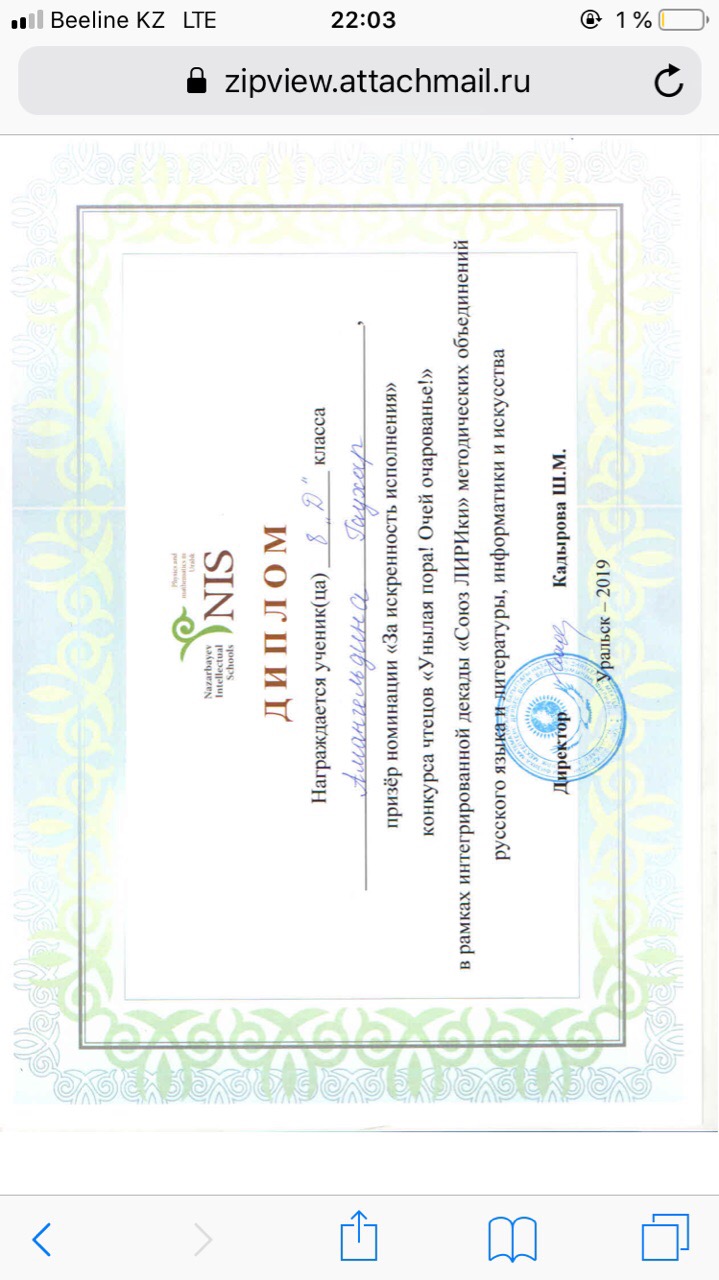 Beeline KZ LTE 22:03 1 %
zipview.attachmail.ru
Nazarbayev
Intellectual
Schools
Physics and
mathematics in
Uralsk
NIS
ДИПЛОМ
Награждается ученик(ца) 8 „Д" класса
Амангельдина Гаухар,
призёр номинации «За искренность исполнения»
конкурса чтецов «Унылая пора! Очей очарованье!»
в рамках интегрированной декады «Союз ЛИРИки» методических объединений
русского языка и литературы, информатики и искусства
Директор Кадырова Ш.М.
Уральск – 2019